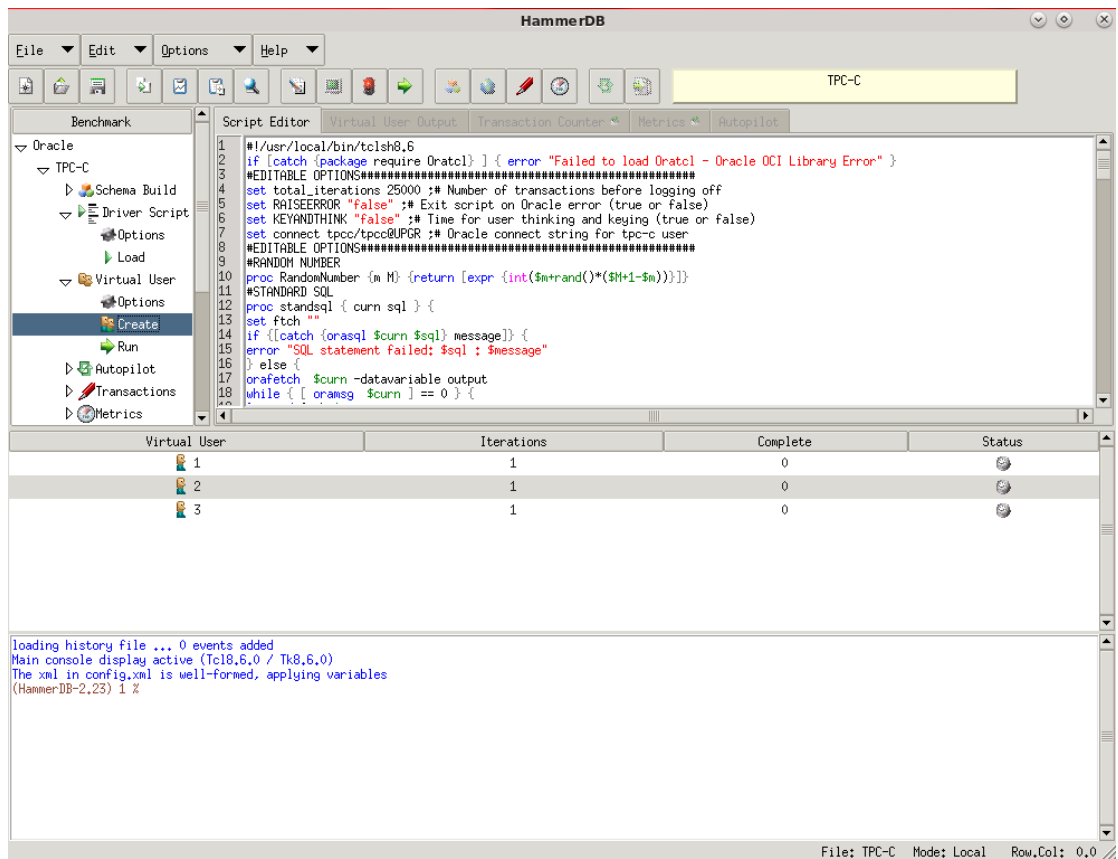 HammerDB
File Edit Options Help
TPC-C
Benchmark
Oracle
TPC-C
Schema Build
Driver Script
Options
Load
Virtual User
Options
Create
Run
Autopilot
Transactions
Metrics
Script Editor Virtual User Output Transaction Counter Metrics Autopilot
1 #!/usr/local/bin/tclsh8.6
2 if [catch {package require Oratcl} ] { error "Failed to load Oratcl - Oracle OCI Library Error" }
3 #EDITABLE OPTIONS##################################################
4 set total_iterations 25000 ;# Number of transactions before logging off
5 set RAISEERROR "false" ;# Exit script on Oracle error (true or false)
6 set KEYANDTHINK "false" ;# Time for user thinking and keying (true or false)
7 set connect tpcc/tpcc@UPGR ;# Oracle connect string for tpc-c user
8 #EDITABLE OPTIONS##################################################
9 #RANDOM NUMBER
10 proc RandomNumber {m M} {return [expr {int($m+rand()*($M+1-$m))}]}
11 #STANDARD SQL
12 proc standsql { curn sql } {
13 set ftch ""
14 if {[catch {orasql $curn $sql} message]} {
15 error "SQL statement failed: $sql : $message"
16 } else {
17 orafetch $curn -datavariable output
18 while { [ oramsg $curn ] == 0 } {
Virtual User Iterations Complete Status
1 1 0
2 1 0
3 1 0
loading history file ... 0 events added
Main console display active (Tcl8.6.0 / Tk8.6.0)
The xml in config.xml is well-formed, applying variables
(HammerDB-2.23) 1 %
File: TPC-C Mode: Local Row.Col: 0.0